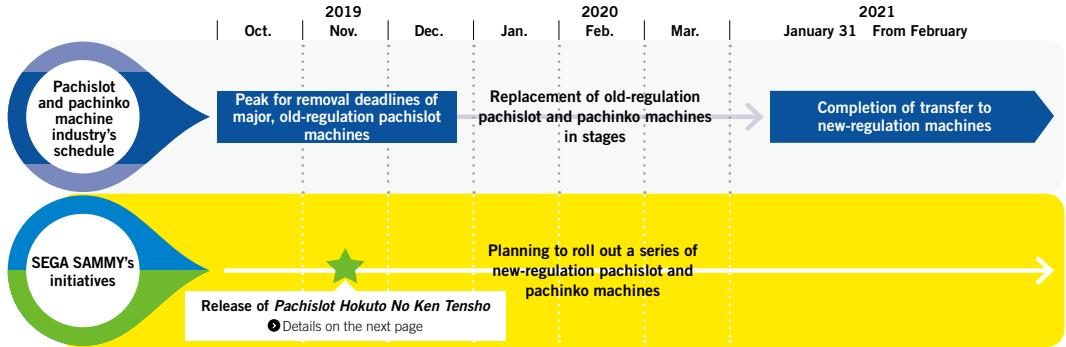 2019 2020 2021
Oct. Nov. Dec. Jan. Feb. Mar. January 31 From February
Pachislot
and pachinko
machine
industry's
schedule
Peak for removal deadlines of
major, old-regulation pachislot
machines
Replacement of old-regulation
pachislot and pachinko machines
in stages
Completion of transfer to
new-regulation machines
SEGA SAMMY's
initiatives
Release of Pachislot Hokuto No Ken Tensho
Details on the next page
Planning to roll out a series of
new-regulation pachislot and
pachinko machines